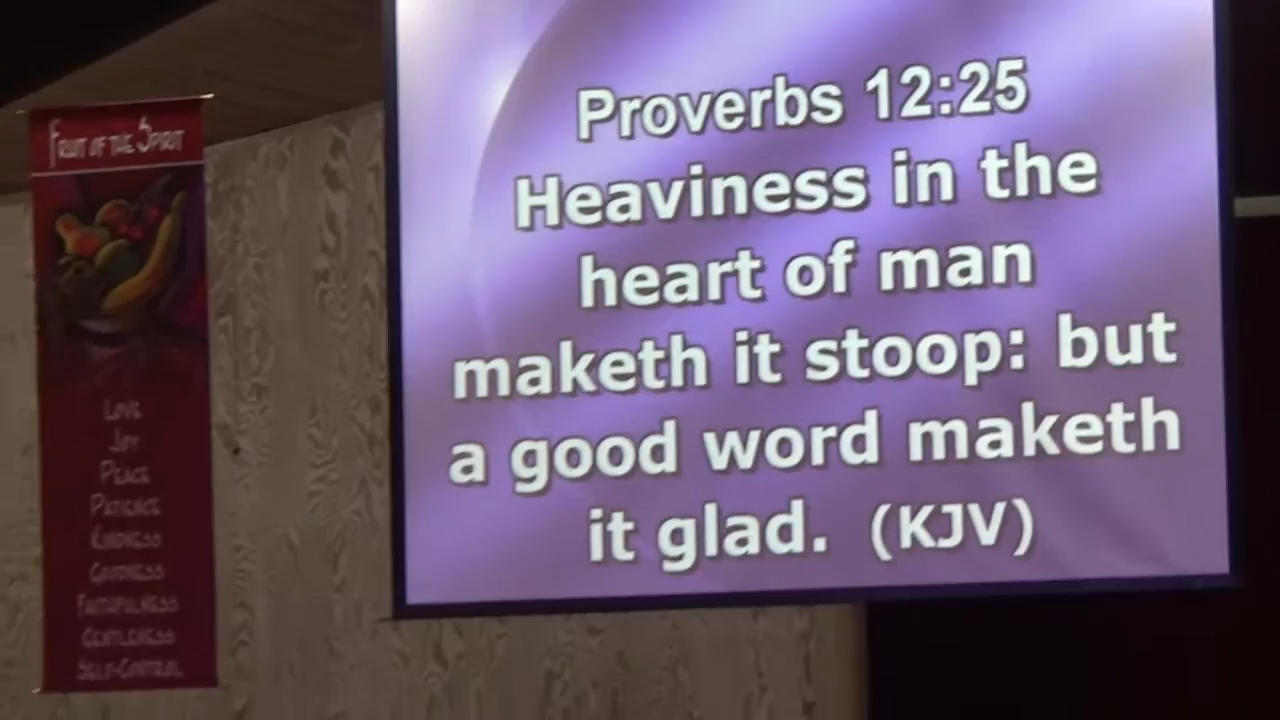 FRUIT OF THE SPIRIT
LOVE
JOY
PEACE
PATIENCE
KINDNESS
GOODNESS
FAITHFULNESS
GENTLENESS
SELF-CONTROL
Proverbs 12:25
Heaviness in the
heart of man
maketh it stoop: but
a good word maketh
it glad. (KJV)